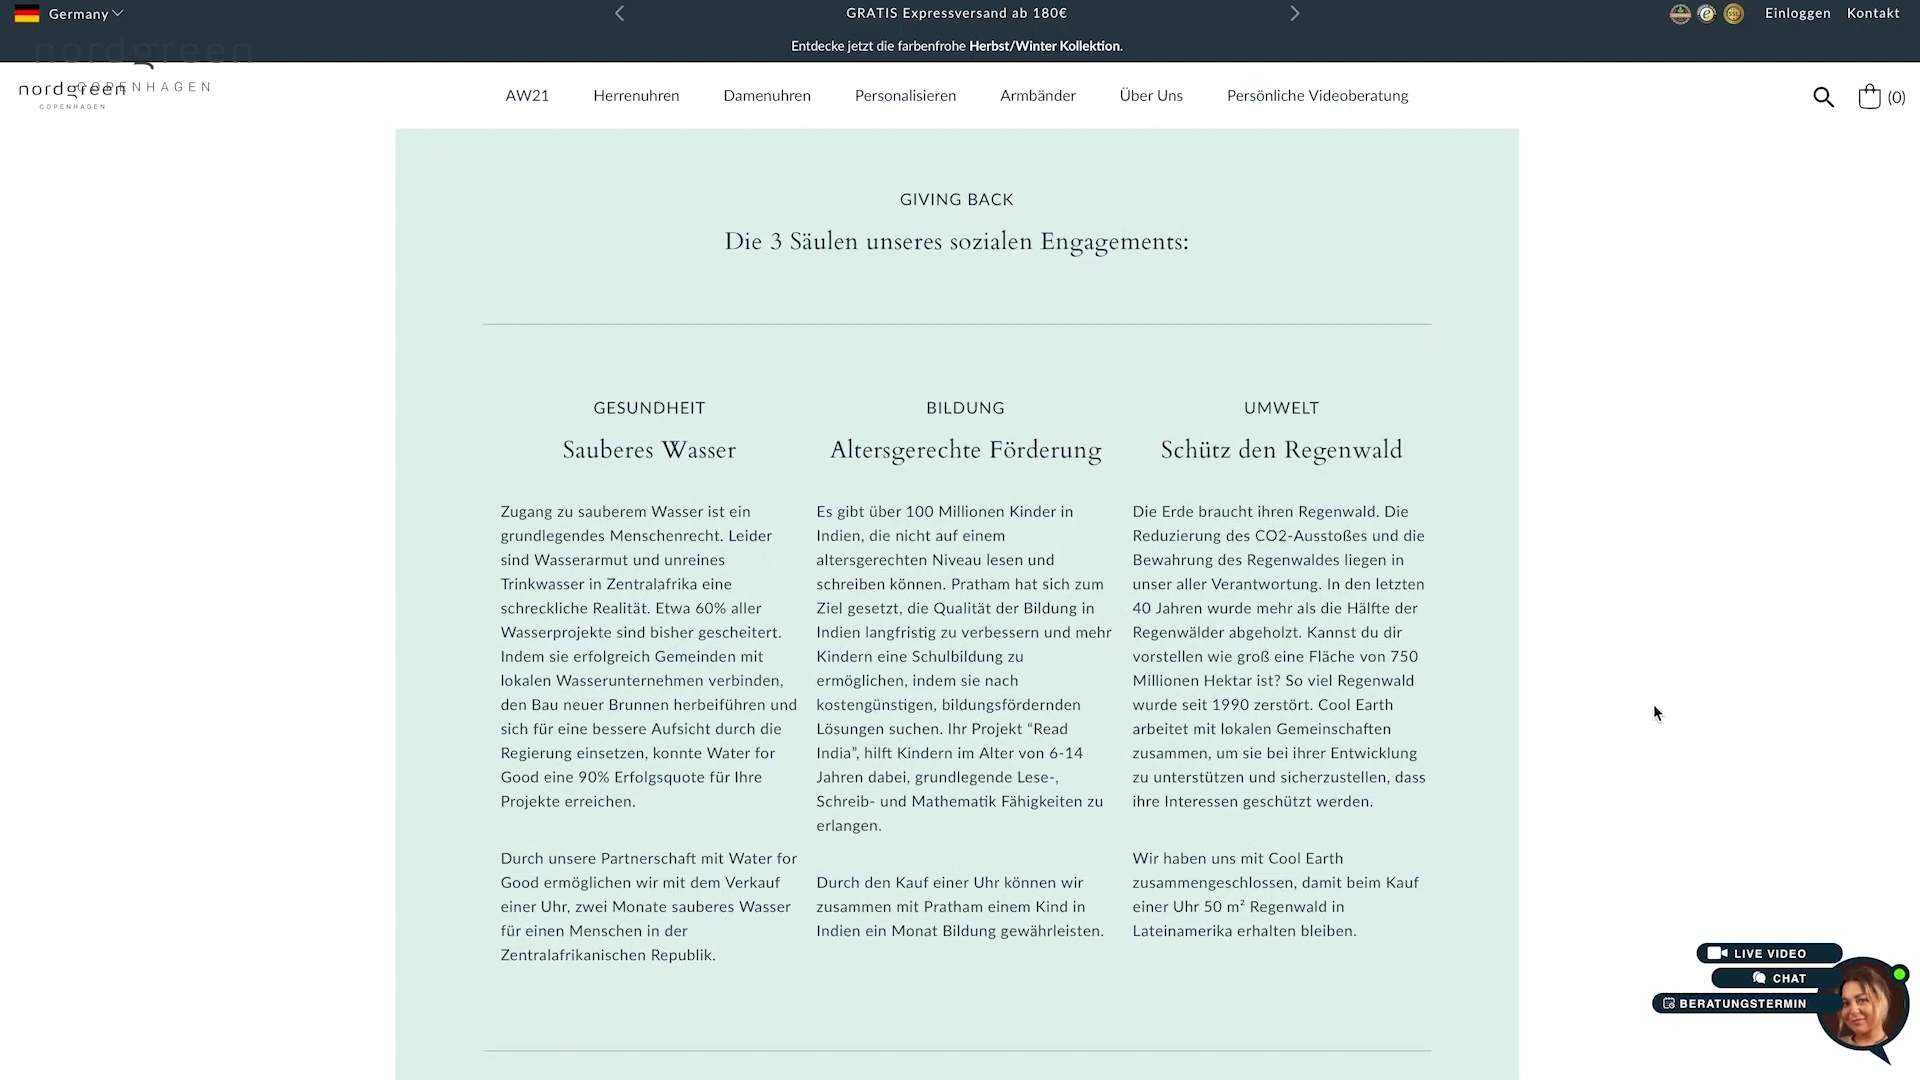 Germany
GRATIS Expressversand ab 180€
Einloggen
Kontakt
Entdecke jetzt die farbenfrohe Herbst/Winter Kollektion.
nordgreen
COPENHAGEN
nordgreen
COPENHAGEN
AW21
Herrenuhren
Damenuhren
Personalisieren
Armbänder
Über Uns
Persönliche Videoberatung
(0)
GIVING BACK
Die 3 Säulen unseres sozialen Engagements:
GESUNDHEIT
Sauberes Wasser
Zugang zu sauberem Wasser ist ein
grundlegendes Menschenrecht. Leider
sind Wasserarmut und unreines
Trinkwasser in Zentralafrika eine
schreckliche Realität. Etwa 60% aller
Wasserprojekte sind bisher gescheitert.
Indem sie erfolgreich Gemeinden mit
lokalen Wasserunternehmen verbinden,
den Bau neuer Brunnen herbeiführen und
sich für eine bessere Aufsicht durch die
Regierung einsetzen, konnte Water for
Good eine 90% Erfolgsquote für Ihre
Projekte erreichen.
Durch unsere Partnerschaft mit Water for
Good ermöglichen wir mit dem Verkauf
einer Uhr, zwei Monate sauberes Wasser
für einen Menschen in der
Zentralafrikanischen Republik.
BILDUNG
Altersgerechte Förderung
Es gibt über 100 Millionen Kinder in
Indien, die nicht auf einem
altersgerechten Niveau lesen und
schreiben können. Pratham hat sich zum
Ziel gesetzt, die Qualität der Bildung in
Indien langfristig zu verbessern und mehr
Kindern eine Schulbildung zu
ermöglichen, indem sie nach
kostengünstigen, bildungsfördernden
Lösungen suchen. Ihr Projekt “Read
India”, hilft Kindern im Alter von 6-14
Jahren dabei, grundlegende Lese-,
Schreib- und Mathematik Fähigkeiten zu
erlangen.
Durch den Kauf einer Uhr können wir
zusammen mit Pratham einem Kind in
Indien ein Monat Bildung gewährleisten.
UMWELT
Schütz den Regenwald
Die Erde braucht ihren Regenwald. Die
Reduzierung des CO2-Ausstoßes und die
Bewahrung des Regenwaldes liegen in
unser aller Verantwortung. In den letzten
40 Jahren wurde mehr als die Hälfte der
Regenwälder abgeholzt. Kannst du dir
vorstellen wie groß eine Fläche von 750
Millionen Hektar ist? So viel Regenwald
wurde seit 1990 zerstört. Cool Earth
arbeitet mit lokalen Gemeinschaften
zusammen, um sie bei ihrer Entwicklung
zu unterstützen und sicherzustellen, dass
ihre Interessen geschützt werden.
Wir haben uns mit Cool Earth
zusammengeschlossen, damit beim Kauf
einer Uhr 50 m² Regenwald in
Lateinamerika erhalten bleiben.
LIVE VIDEO
CHAT
BERATUNGSTERMIN